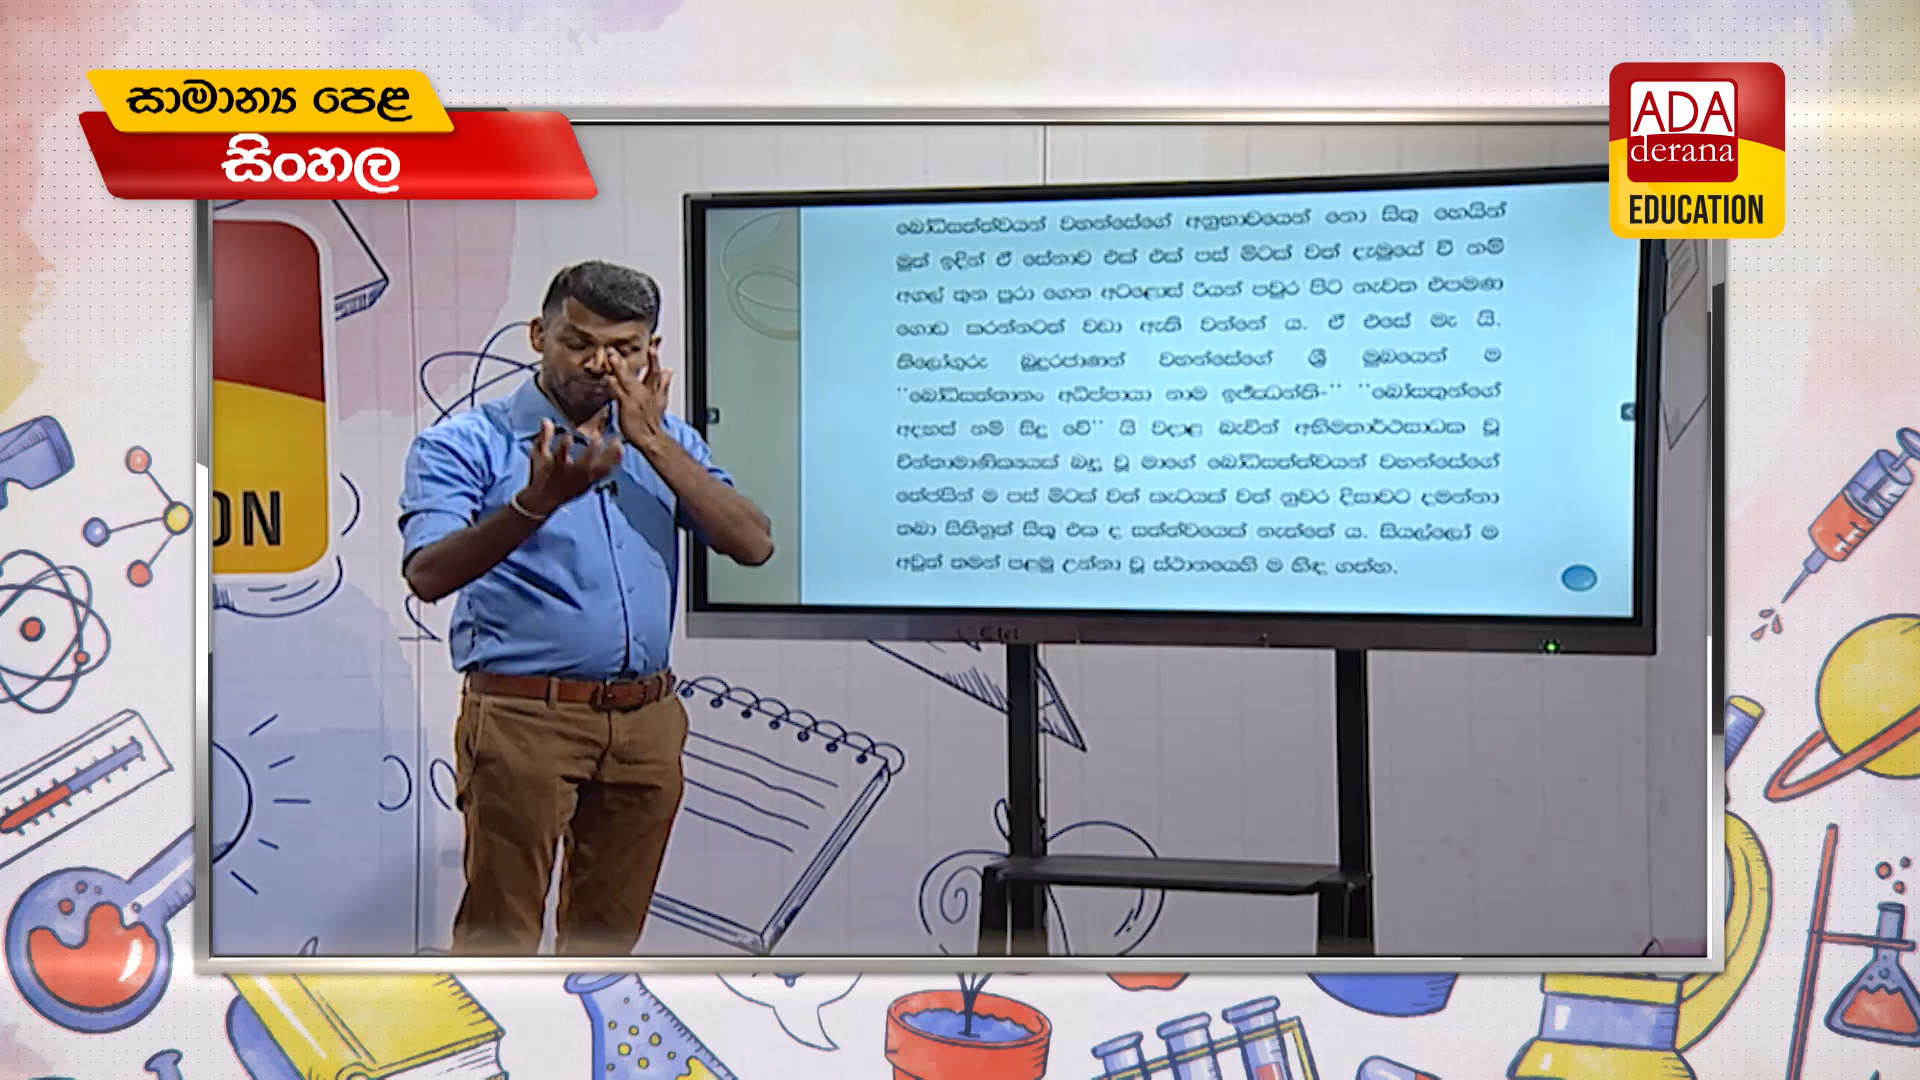 සාමාන්‍ය පෙළ
සිංහල
ADA
derana
EDUCATION
ON
බෝධිසත්ත්වයන් වහන්සේගේ අනුභාවයෙන් නො සිතූ හෙයින්
මුත් ඉදින් ඒ සේනාව එක් එක් පස් මිටක් වත් දැමූයේ වී නම්
අගල් තුන පුරා ගෙන අටළොස් රියන් පවුර පිට නැවත එපමණ
ගොඩ කරන්නටත් වඩා ඇති වන්නේ ය. ඒ එසේ මැ යි.
තිලෝගුරු බුදුරජාණන් වහන්සේගේ ශ්‍රී මුඛයෙන් ම
"බෝධිසත්තානං අධිප්පායා නාම ඉජ්ඣන්ති-" "බෝසතුන්ගේ
අදහස් නම් සිදු වේ" යි වදාළ බැවින් අභිමතාර්ථසාධක වූ
චින්තාමාණික්‍යයක් බඳු වූ මාගේ බෝධිසත්ත්වයන් වහන්සේගේ
තේජසින් ම පස් මිටක් වත් කැටයක් වත් නුවර දිසාවට දමන්නා
තබා සිතිනුත් සිතූ එක ද සත්ත්වයෙක් නැත්තේ ය. සියල්ලෝ ම
අවුත් තමන් පළමු උන්නා වූ ස්ථානයෙහි ම හිඳ ගත්හ.